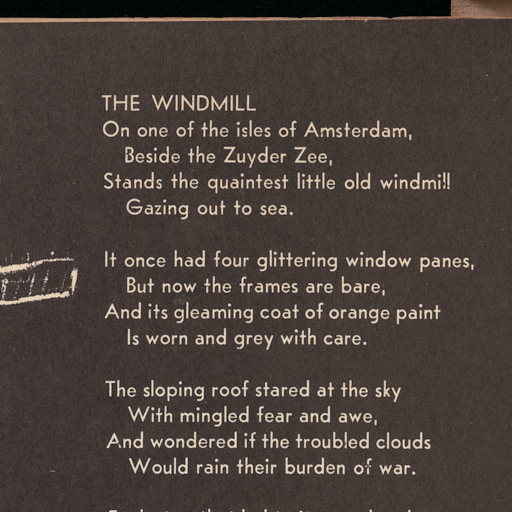 THE WINDMILL
On one of the isles of Amsterdam,
Beside the Zuyder Zee,
Stands the quaintest little old windmill
Gazing out to sea.
It once had four glittering window panes,
But now the frames are bare,
And its gleaming coat of orange paint
Is worn and grey with care.
The sloping roof stared at the sky
With mingled fear and awe,
And wondered if the troubled clouds
Would rain their burden of war.